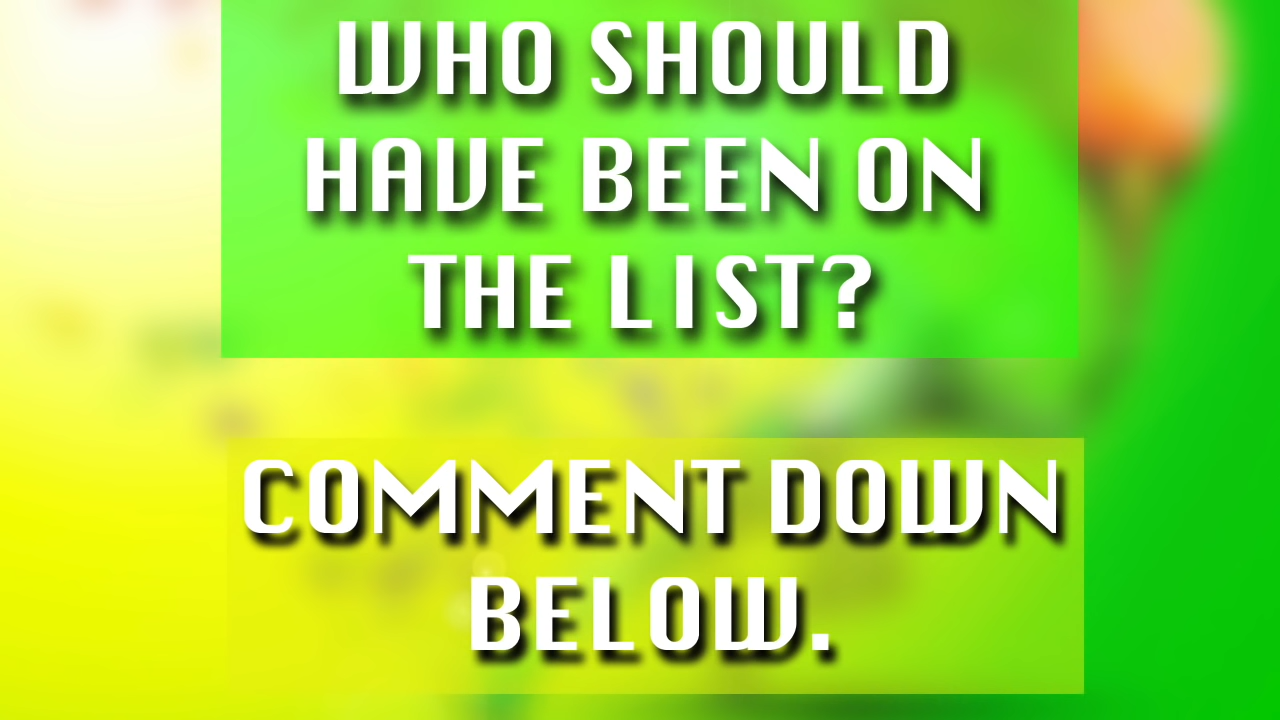 WHO SHOULD
HAVE BEEN ON
THE LIST?
COMMENT DOWN
BELOW.